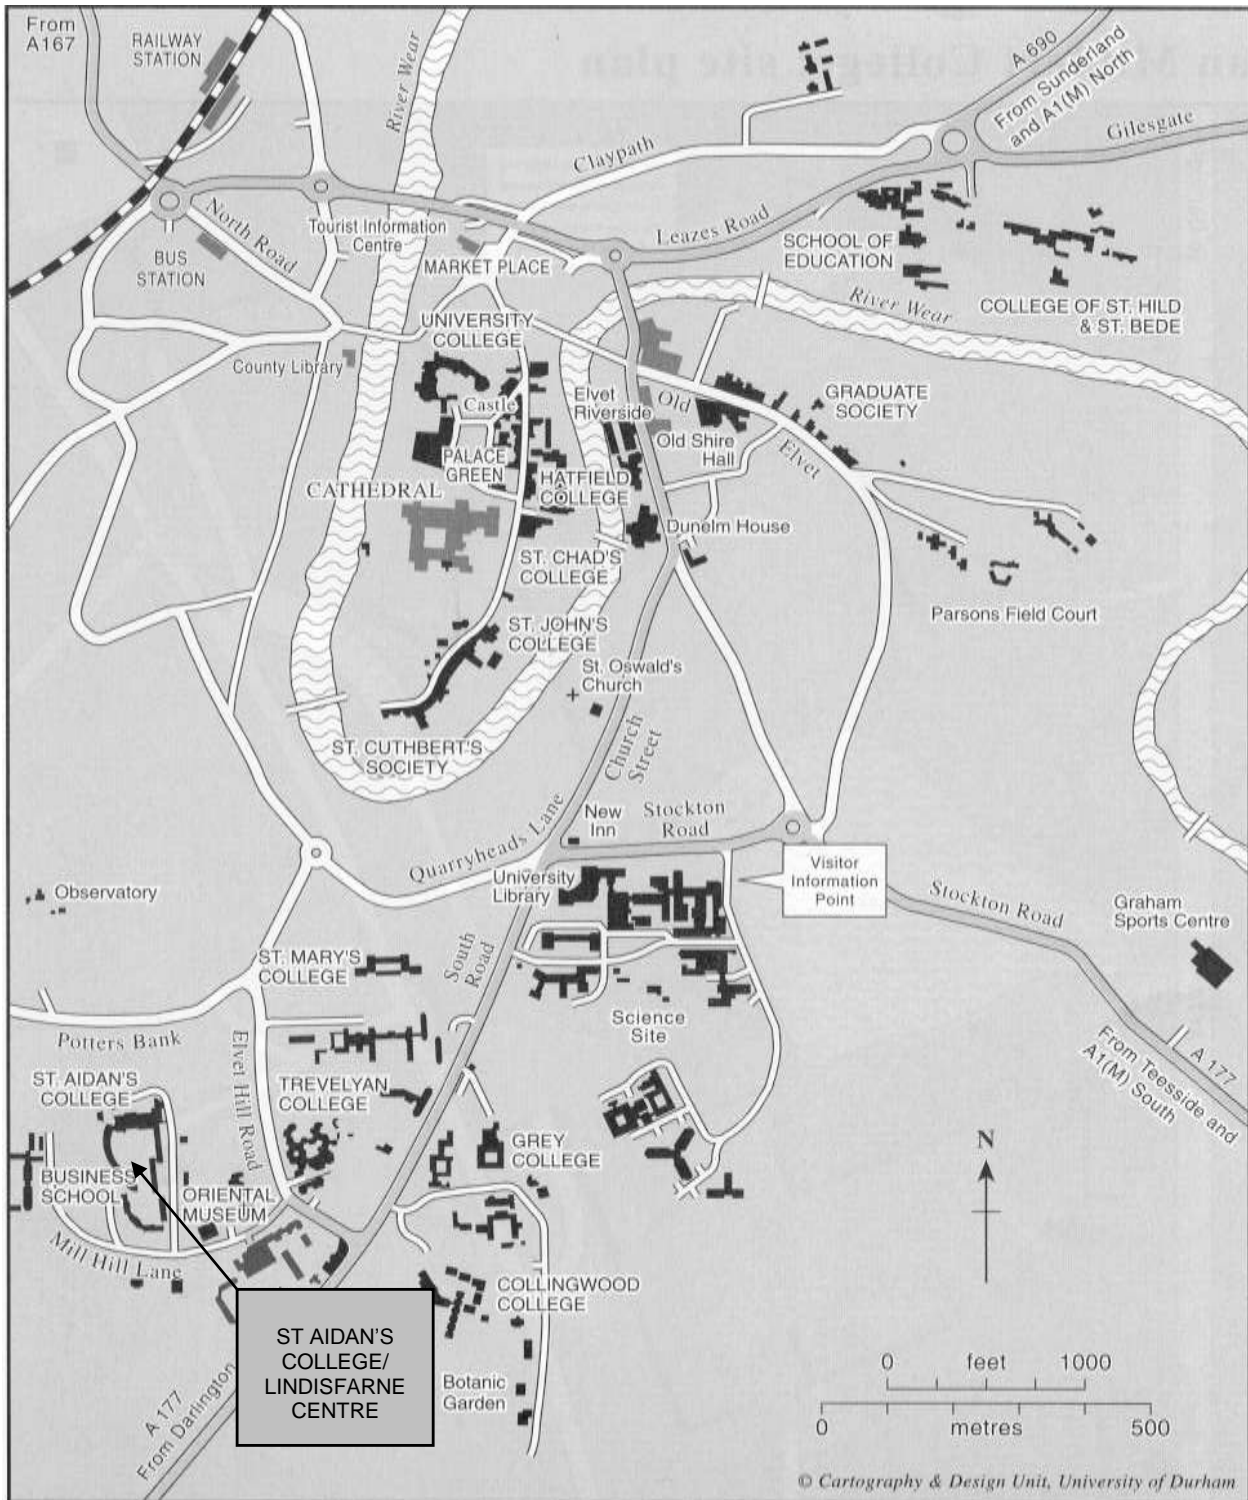 From
A167
RAILWAY
STATION
River Wear
an M
Colleg
site plan
A 690
From Sunderland
and A1(M) North
Gilesgate
Claypath
North Road
Tourist Information
Centre
Leazes Road
BUS
STATION
MARKET PLACE
SCHOOL OF
EDUCATION
River Wear
COLLEGE OF ST. HILD
& ST. BEDE
UNIVERSITY
COLLEGE
County Library
Castle
Elvet
Riverside
Old
Elvet
GRADUATE
SOCIETY
Old Shire
Hall
PALACE
GREEN
HATFIELD
COLLEGE
CATHEDRAL
Dunelm House
ST. CHAD'S
COLLEGE
Parsons Field Court
ST. JOHN'S
COLLEGE
St. Oswald's
Church
ST. CUTHBERT'S
SOCIETY
Church
Street
New
Inn
Stockton
Road
Quarryheads Lane
University
Library
Visitor
Information
Point
Stockton Road
Graham
Sports Centre
Observatory
ST. MARY'S
COLLEGE
South
Road
Science
Site
Potters Bank
Elvet Hill Road
From Teesside and
A1(M) South
A 177
ST. AIDAN'S
COLLEGE
TREVELYAN
COLLEGE
GREY
COLLEGE
N
BUSINESS
SCHOOL
ORIENTAL
MUSEUM
Mill Hill Lane
COLLINGWOOD
COLLEGE
ST AIDAN'S
COLLEGE/
LINDISFARNE
CENTRE
Botanic
Garden
A 177
From Darlington
0 feet 1000
0 metres 500
© Cartography & Design Unit, University of Durham